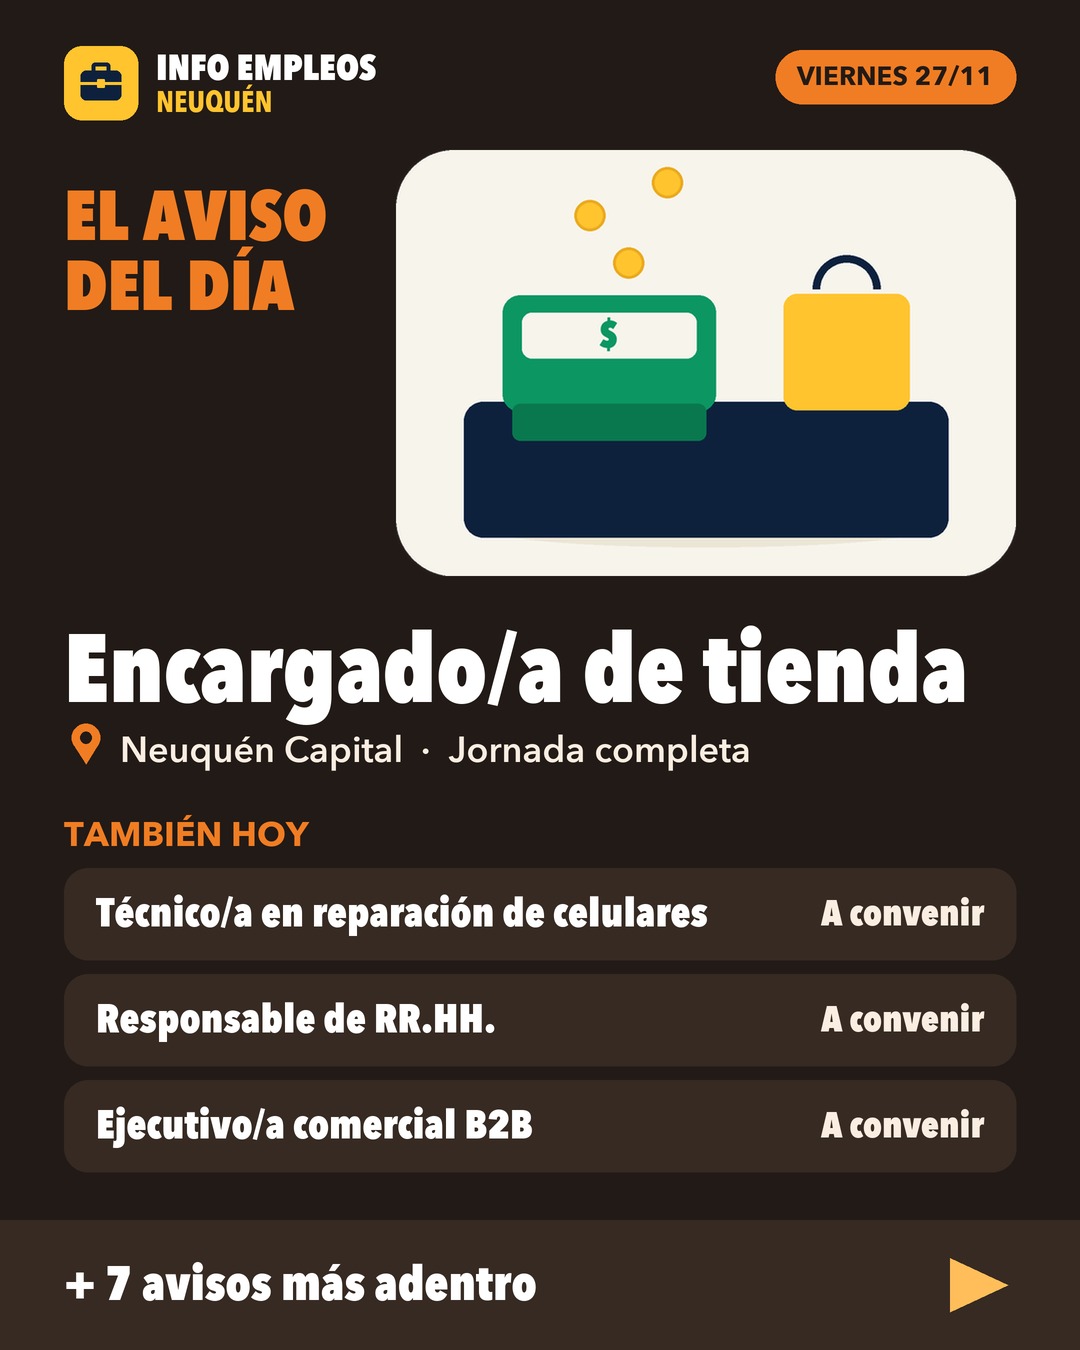 INFO EMPLEOS
NEUQUÉN
VIERNES 27/11
EL AVISO
DEL DÍA
$
Encargado/a de tienda
Neuquén Capital · Jornada completa
TAMBIÉN HOY
Técnico/a en reparación de celulares A convenir
Responsable de RR.HH. A convenir
Ejecutivo/a comercial B2B A convenir
+ 7 avisos más adentro